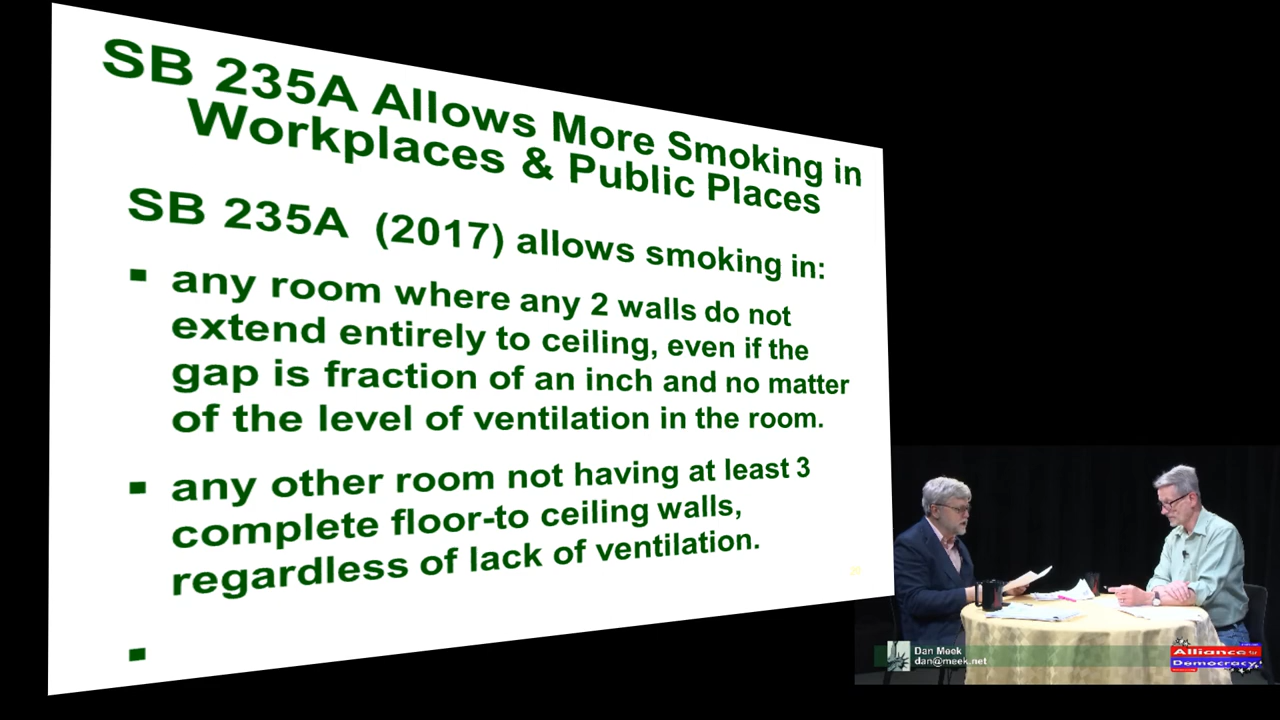 SB 235A Allows More Smoking in
Workplaces & Public Places
SB 235A (2017) allows smoking in:
▪ any room where any 2 walls do not
extend entirely to ceiling, even if the
gap is fraction of an inch and no matter
of the level of ventilation in the room.
▪ any other room not having at least 3
complete floor-to ceiling walls,
regardless of lack of ventilation.
▪
Dan Meek
dan@meek.net
Alliance for
Democracy